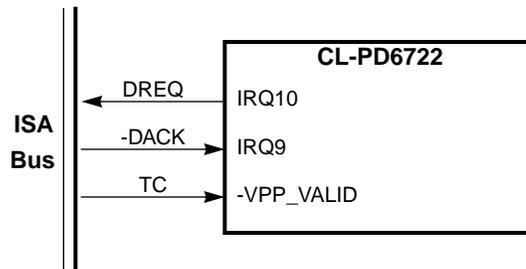 CL-PD6722
DREQ
IRQ10
ISA
Bus
-DACK
IRQ9
TC
-VPP_VALID